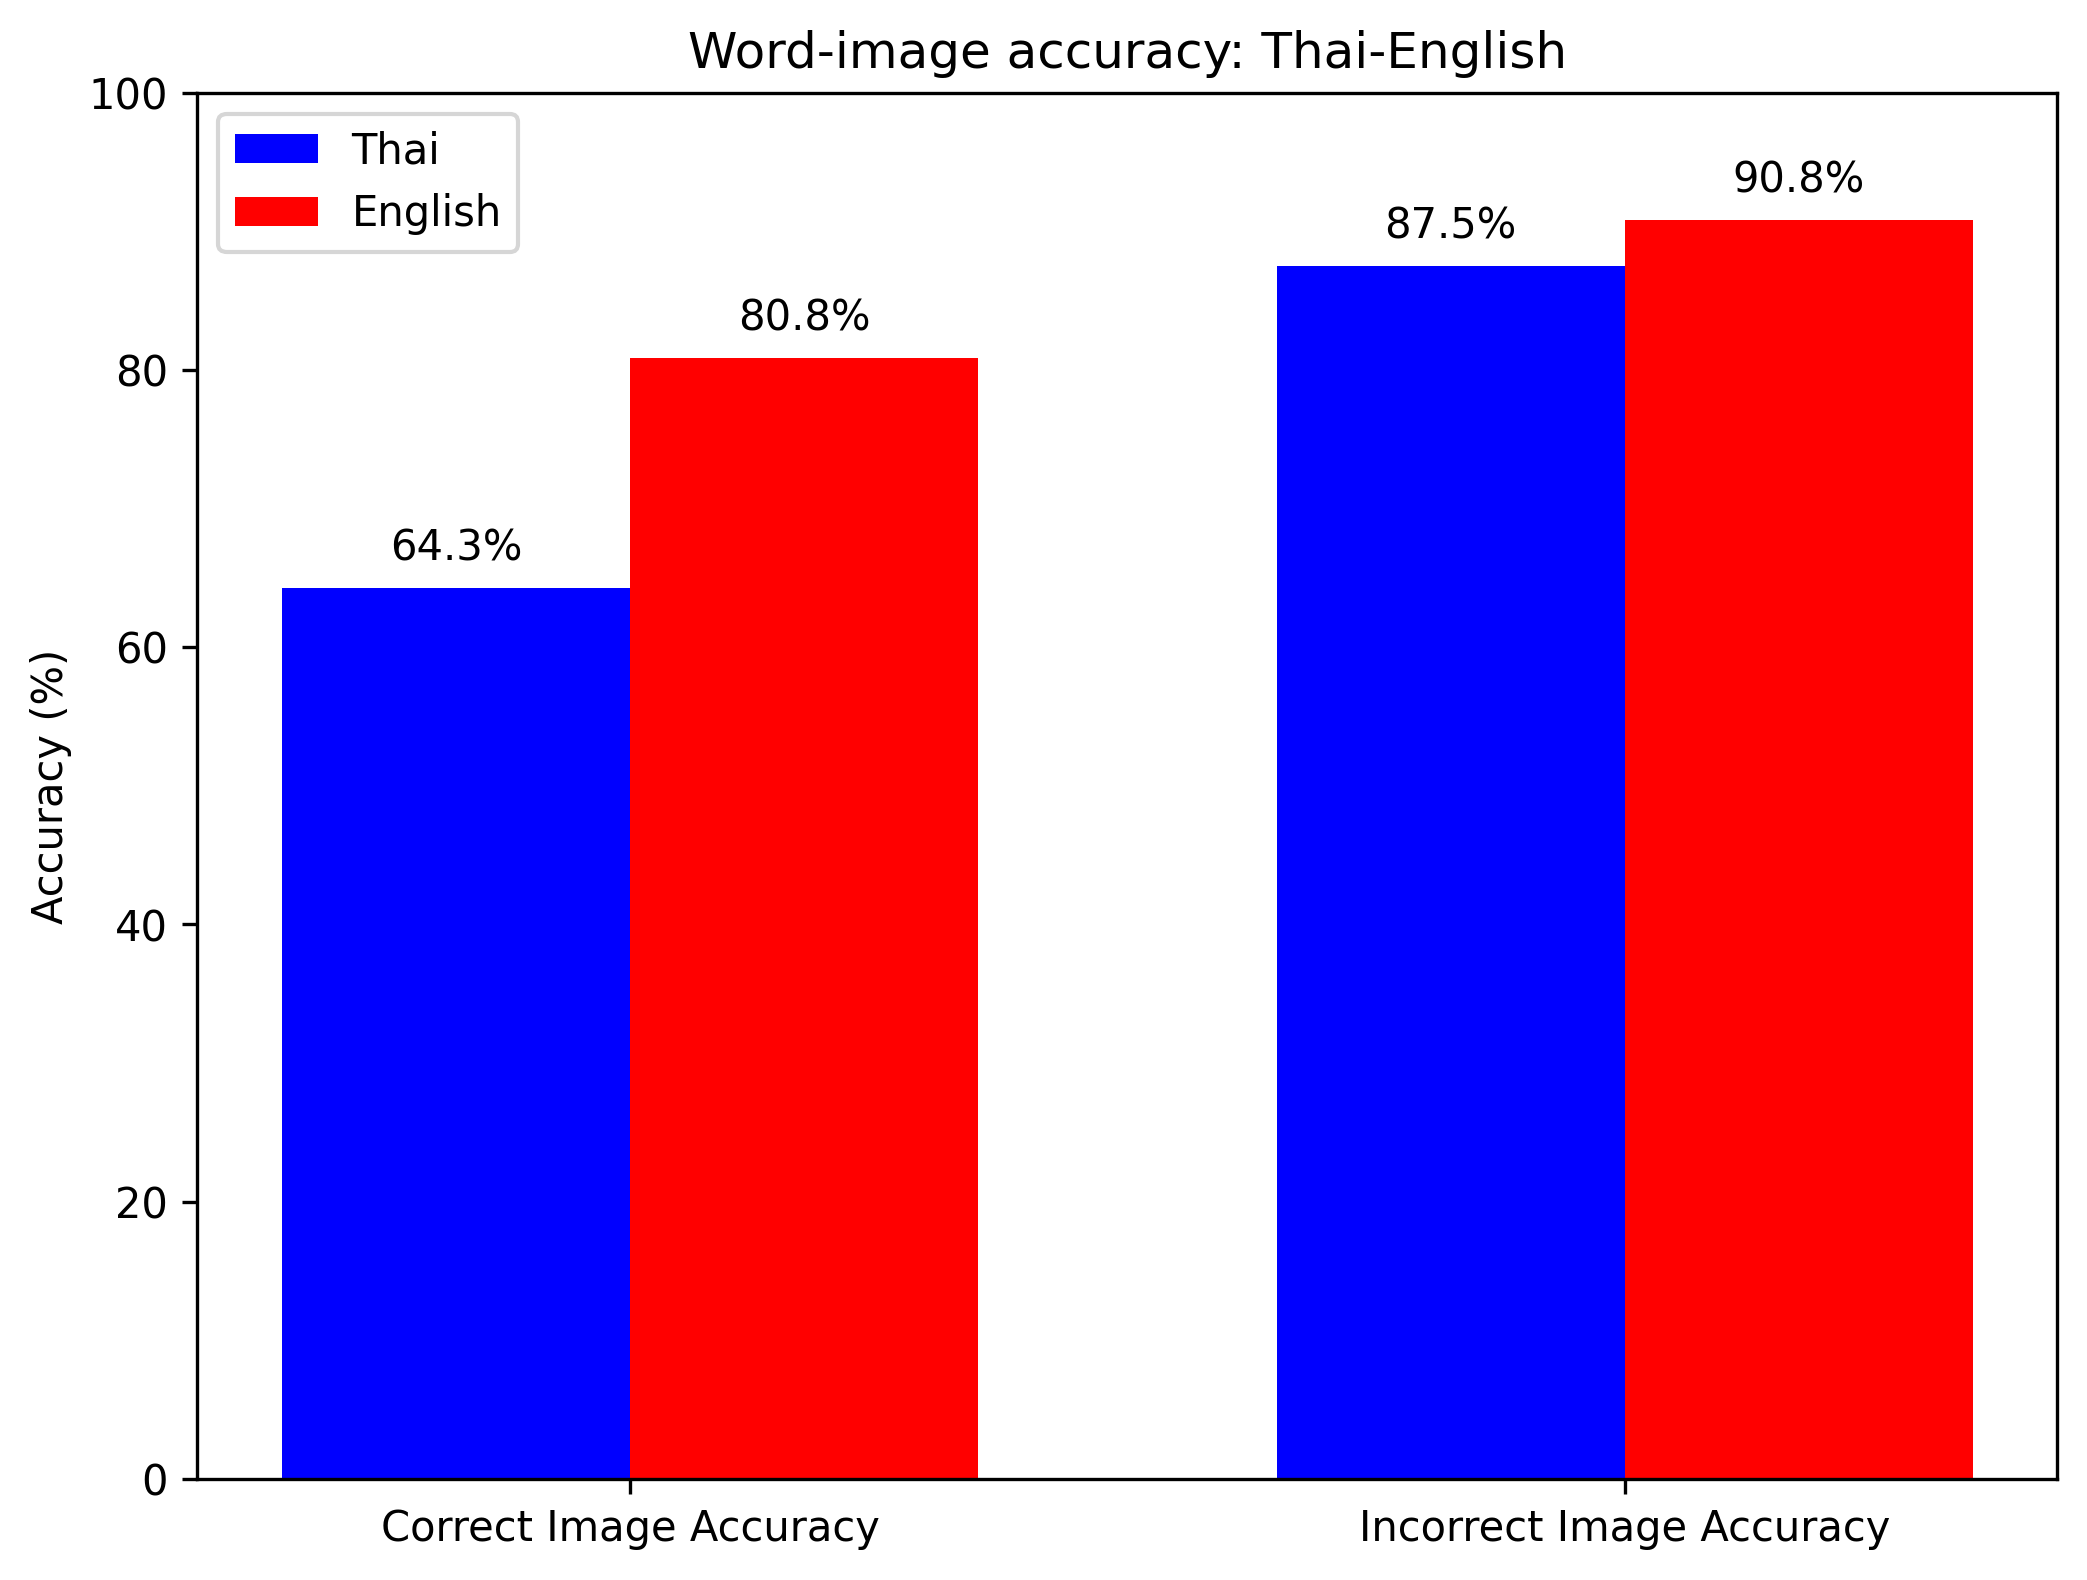 Word-image accuracy: Thai-English
Thai
English
Accuracy (%)
100
80
60
40
20
0
64.3%
80.8%
87.5%
90.8%
Correct Image Accuracy
Incorrect Image Accuracy